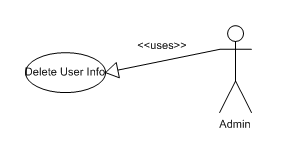 <<uses>>
Delete User Info
Admin